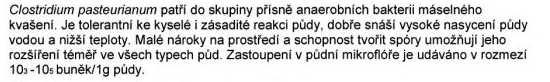 Clostridium pasteurianum patří do skupiny přísně anaerobních bakterii máselného
kvašení. Je tolerantní ke kyselé i zásadité reakci půdy, dobře snáší vysoké nasycení půdy
vodou a nižší teploty. Malé nároky na prostředí a schopnost tvořit spóry umožňují jeho
rozšíření téměř ve všech typech půd. Zastoupení v půdní mikroflóře je udáváno v rozmezí
10₃ -10₅ buněk/1g půdy.